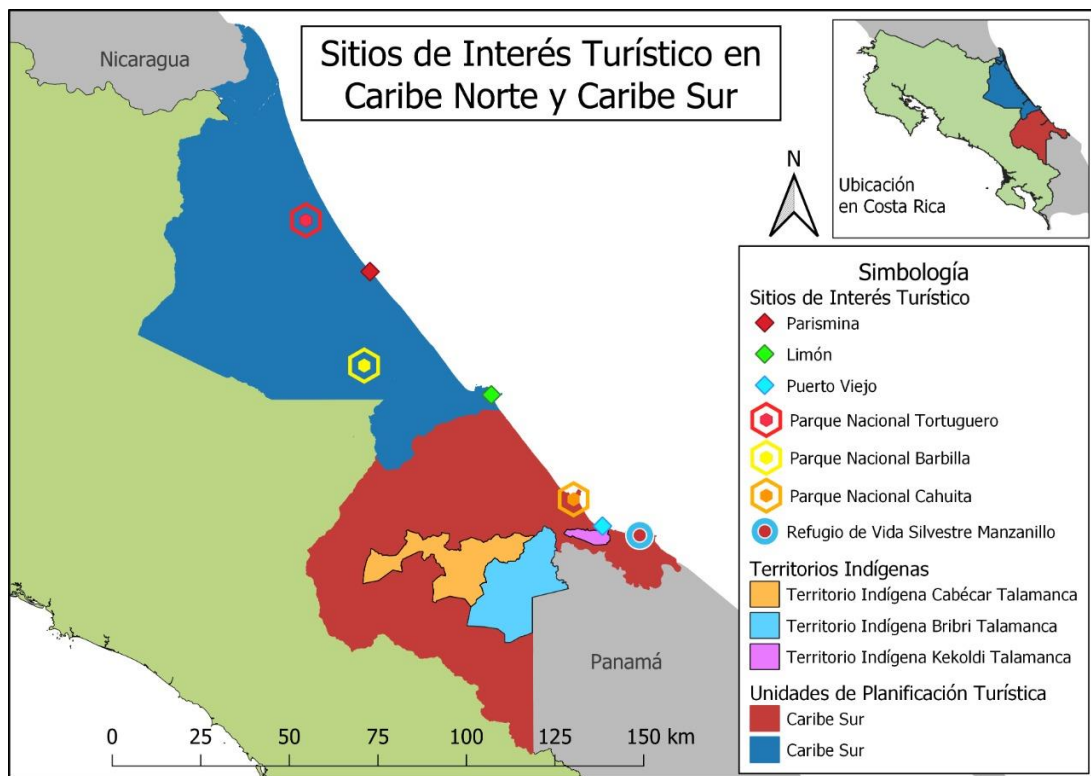 Nicaragua
Sitios de Interés Turístico en
Caribe Norte y Caribe Sur
N
Ubicación
en Costa Rica
Simbología
Sitios de Interés Turístico
Parismina
Limón
Puerto Viejo
Parque Nacional Tortuguero
Parque Nacional Barbilla
Parque Nacional Cahuita
Refugio de Vida Silvestre Manzanillo
Territorios Indígenas
Territorio Indígena Cabécar Talamanca
Territorio Indígena Bribri Talamanca
Territorio Indígena Kekoldi Talamanca
Unidades de Planificación Turística
Caribe Sur
Caribe Sur
Panamá
0 25 50 75 100 125 150 km